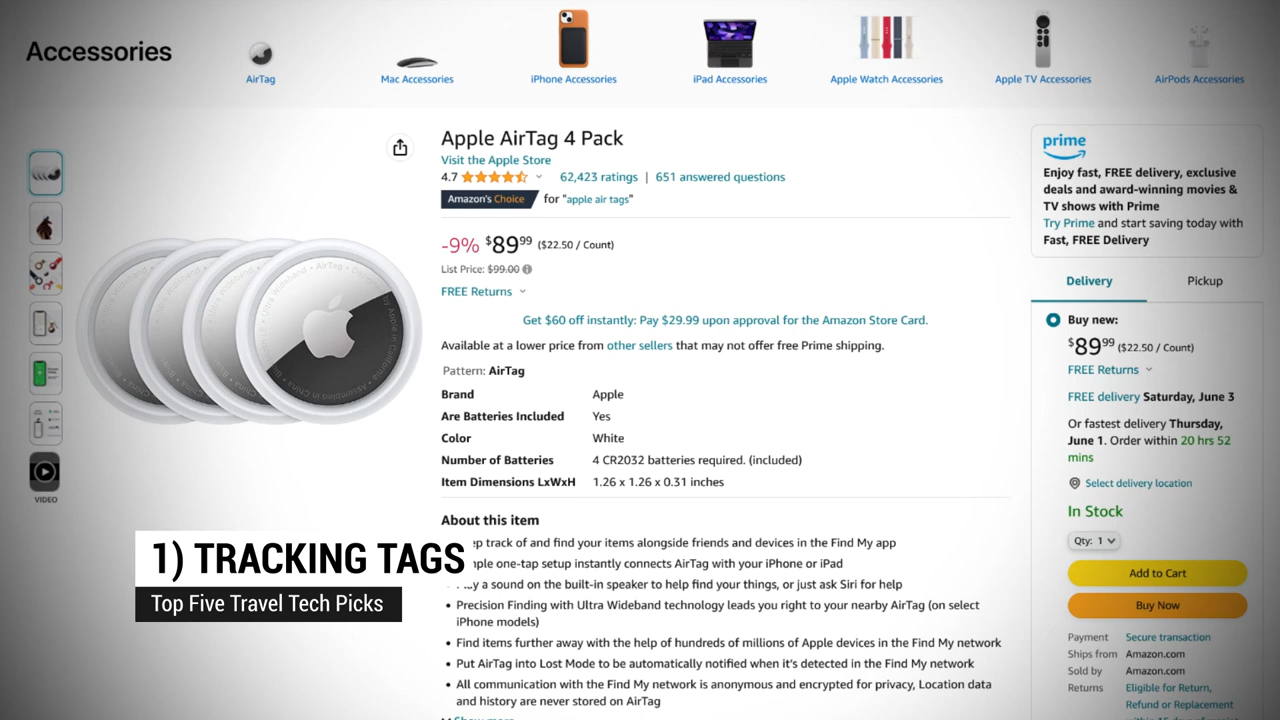 Accessories
AirTag
Mac Accessories
iPhone Accessories
iPad Accessories
Apple Watch Accessories
Apple TV Accessories
AirPods Accessories
Apple AirTag 4 Pack
Visit the Apple Store
4.7
62,423 ratings | 651 answered questions
Amazon's Choice for "apple air tags"
-9% $89.99 ($22.50 / Count)
List Price: $99.00
FREE Returns
Get $60 off instantly: Pay $29.99 upon approval for the Amazon Store Card.
Available at a lower price from other sellers that may not offer free Prime shipping.
Pattern: AirTag
Brand Apple
Are Batteries Included Yes
Color White
Number of Batteries 4 CR2032 batteries required. (included)
Item Dimensions LxWxH 1.26 x 1.26 x 0.31 inches
About this item
track of and find your items alongside friends and devices in the Find My app
one-tap setup instantly connects AirTag with your iPhone or iPad
a sound on the built-in speaker to help find your things, or just ask Siri for help
• Precision Finding with Ultra Wideband technology leads you right to your nearby AirTag (on select
iPhone models)
• Find items further away with the help of hundreds of millions of Apple devices in the Find My network
• Put AirTag into Lost Mode to be automatically notified when it's detected in the Find My network
• All communication with the Find My network is anonymous and encrypted for privacy, Location data
and history are never stored on AirTag
VIDEO
1) TRACKING TAGS
Top Five Travel Tech Picks
prime
Enjoy fast, FREE delivery, exclusive
deals and award-winning movies &
TV shows with Prime
Try Prime and start saving today with
Fast, FREE Delivery
Delivery
Pickup
Buy new:
$89.99 ($22.50 / Count)
FREE Returns
FREE delivery Saturday, June 3
Or fastest delivery Thursday,
June 1. Order within 20 hrs 52
mins
Select delivery location
In Stock
Qty: 1
Add to Cart
Buy Now
Payment Secure transaction
Ships from Amazon.com
Sold by Amazon.com
Returns Eligible for Return,
Refund or Replacement